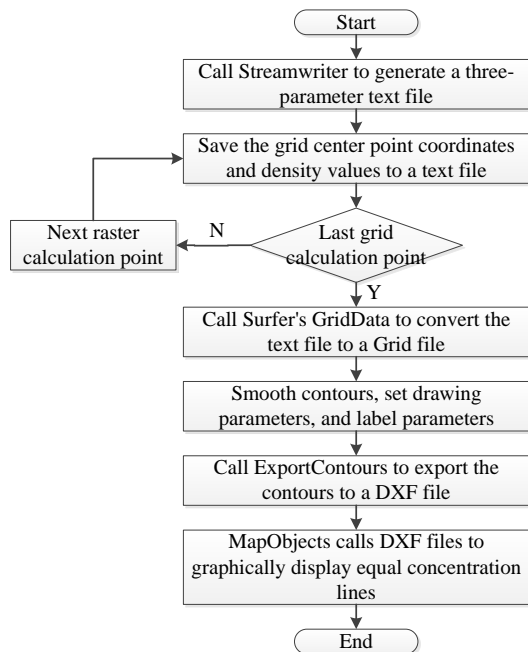 Start
Call Streamwriter to generate a three-
parameter text file
Save the grid center point coordinates
and density values to a text file
N
Next raster
calculation point
Last grid
calculation point
Y
Call Surfer's GridData to convert the
text file to a Grid file
Smooth contours, set drawing
parameters, and label parameters
Call ExportContours to export the
contours to a DXF file
MapObjects calls DXF files to
graphically display equal concentration
lines
End